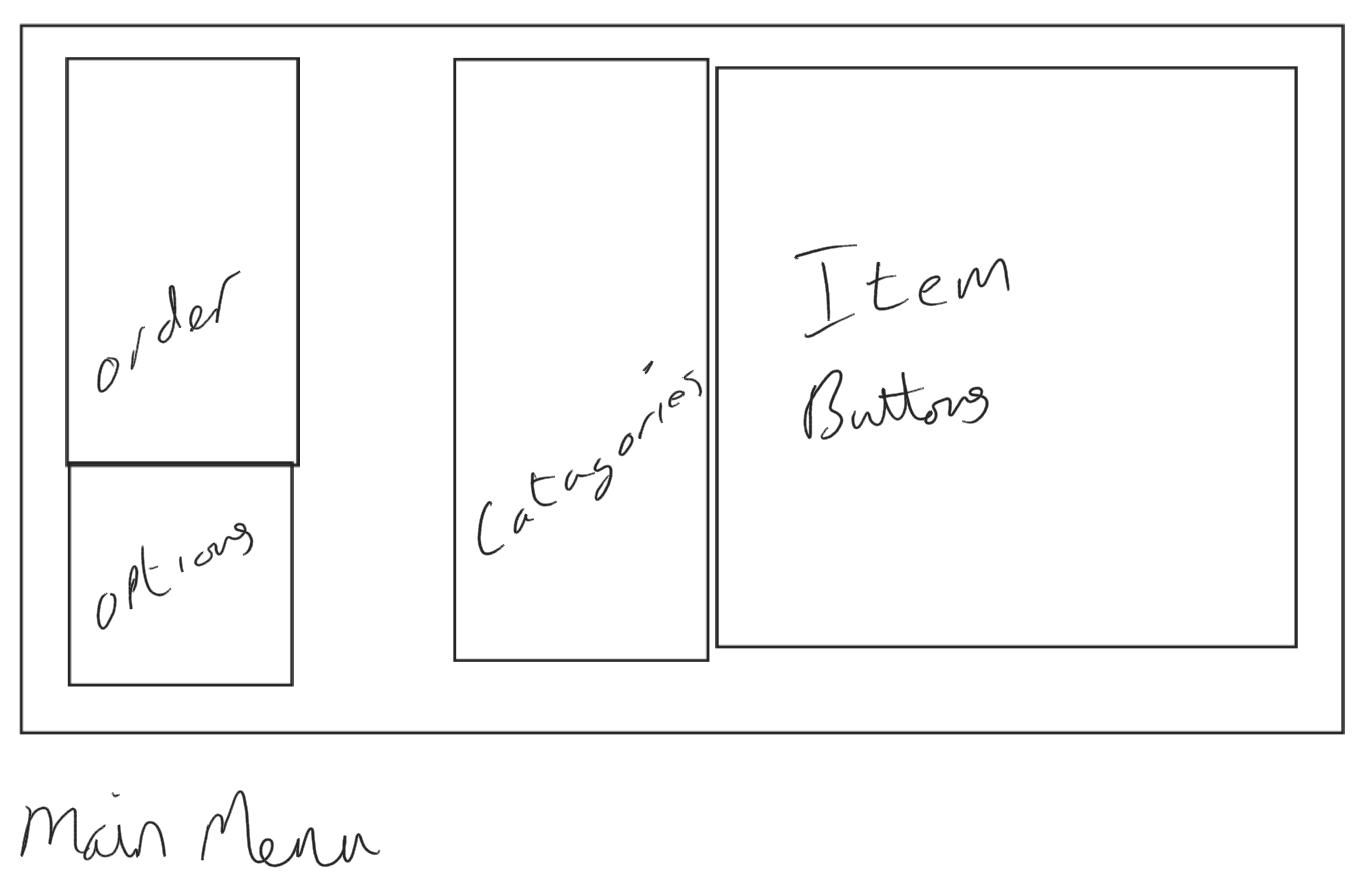 order
options
Catagories
Item
Buttons
Main Menu